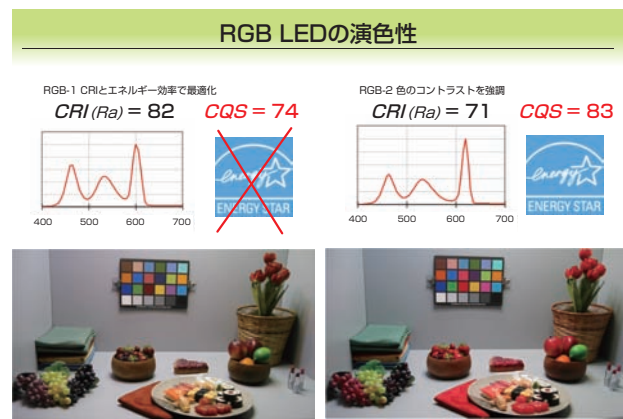 RGB LEDの演色性
RGB-1 CRIとエネルギー効率で最適化
CRI (Ra) = 82 CQS = 74
energy
ENERGY STAR
400 500 600 700
RGB-2 色のコントラストを強調
CRI (Ra) = 71 CQS = 83
energy
ENERGY STAR
400 500 600 700